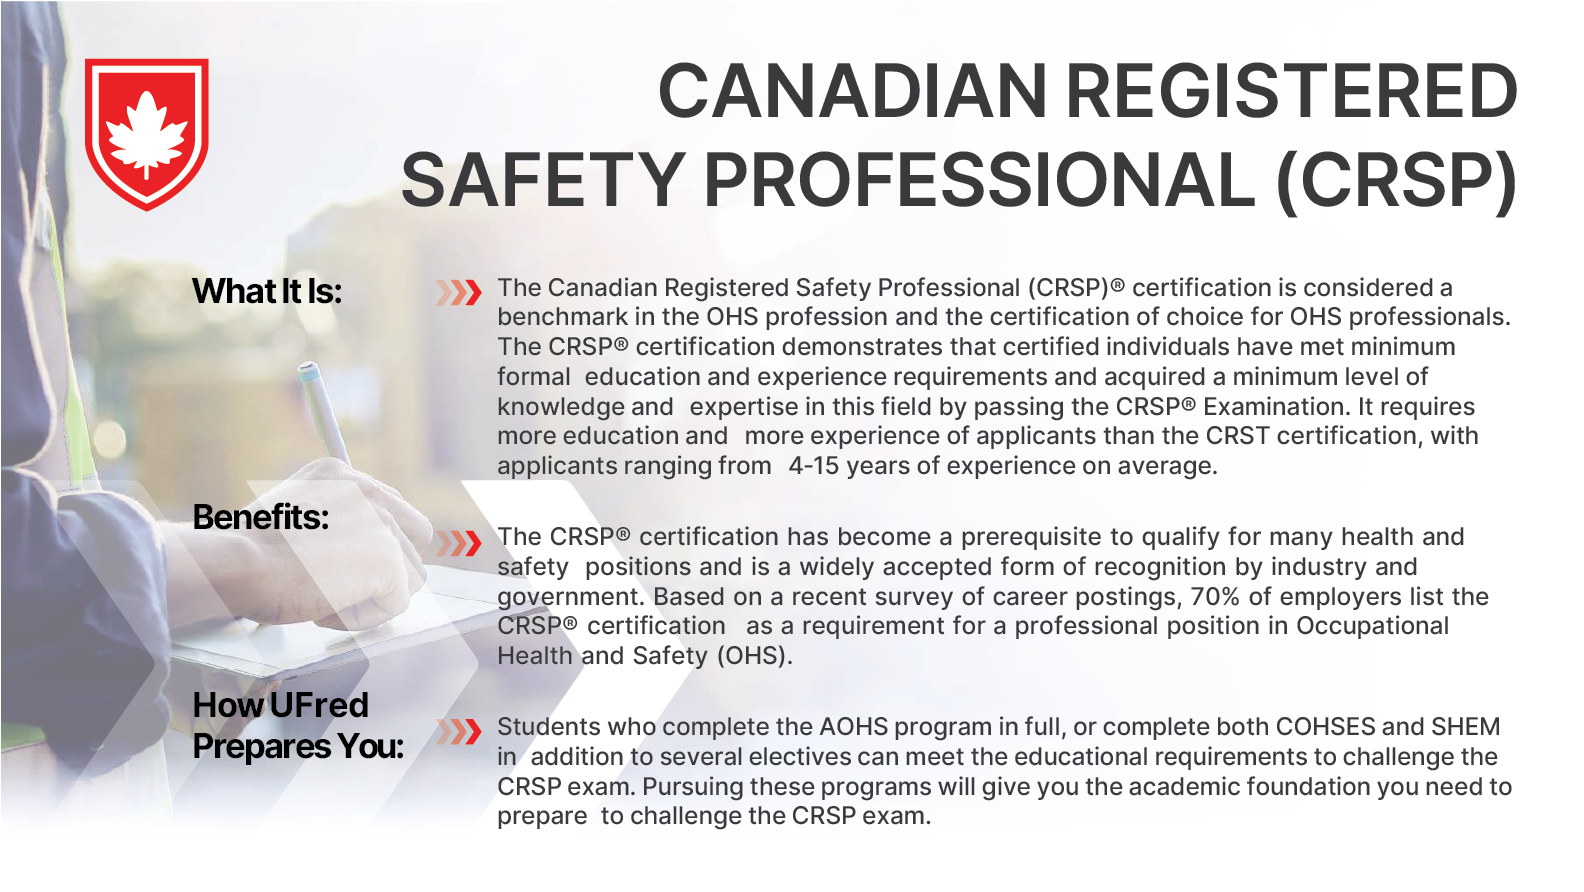 CANADIAN REGISTERED
SAFETY PROFESSIONAL (CRSP)
What It Is:
The Canadian Registered Safety Professional (CRSP)® certification is considered a
benchmark in the OHS profession and the certification of choice for OHS professionals.
The CRSP® certification demonstrates that certified individuals have met minimum
formal education and experience requirements and acquired a minimum level of
knowledge and expertise in this field by passing the CRSP® Examination. It requires
more education and more experience of applicants than the CRST certification, with
applicants ranging from 4-15 years of experience on average.
Benefits:
The CRSP® certification has become a prerequisite to qualify for many health and
safety positions and is a widely accepted form of recognition by industry and
government. Based on a recent survey of career postings, 70% of employers list the
CRSP® certification as a requirement for a professional position in Occupational
Health and Safety (OHS).
How UFred
Prepares You:
Students who complete the AOHS program in full, or complete both COHSES and SHEM
in addition to several electives can meet the educational requirements to challenge the
CRSP exam. Pursuing these programs will give you the academic foundation you need to
prepare to challenge the CRSP exam.